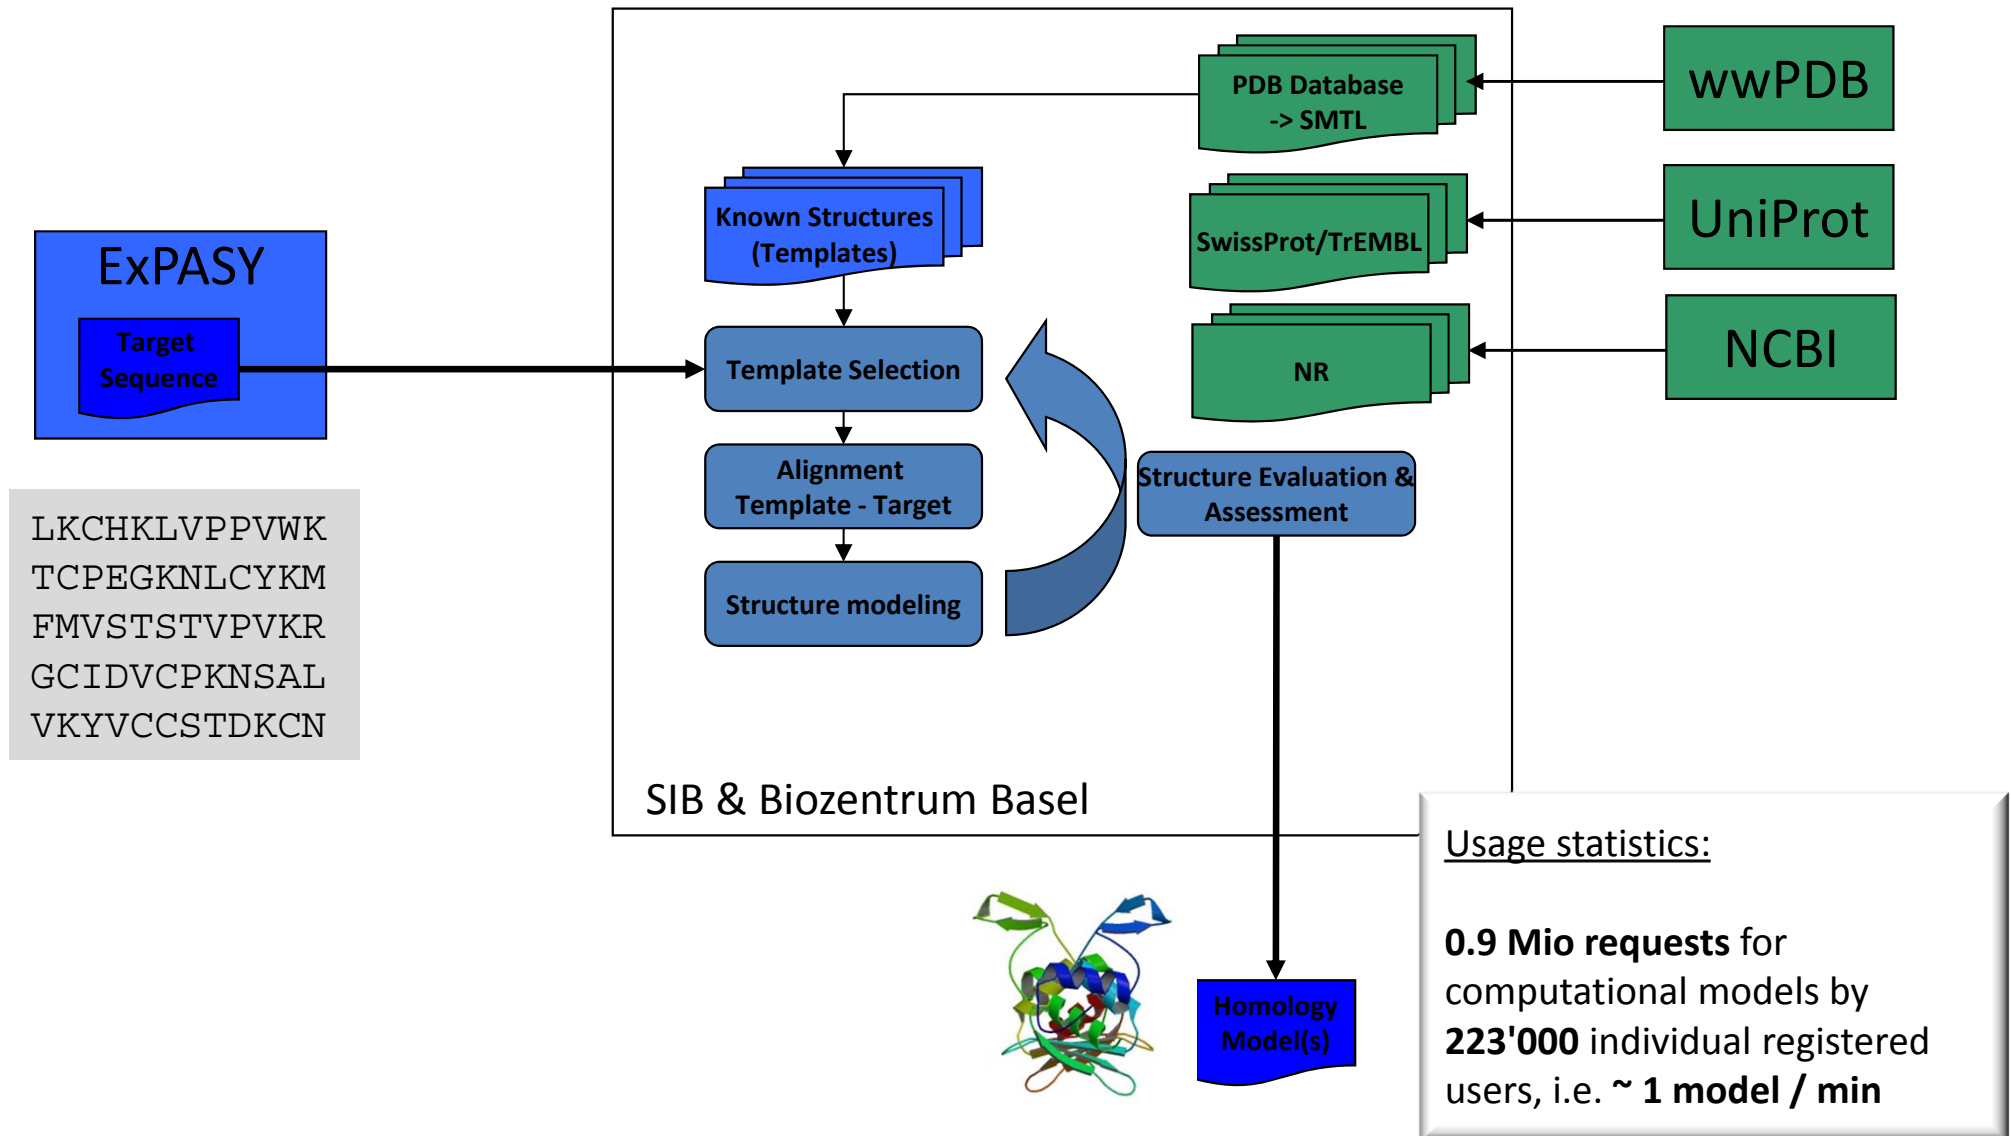 ExPASY
Target
Sequence
LKCHKLVPPVWK
TCPEGKNLCYKM
FMVSTSTVPVKR
GCIDVCPKNSAL
VKYVCCSTDKCN
Known Structures
(Templates)
Template Selection
Alignment
Template - Target
Structure modeling
PDB Database
-> SMTL
SwissProt/TrEMBL
NR
Structure Evaluation &
Assessment
wwPDB
UniProt
NCBI
SIB & Biozentrum Basel
Homology
Model(s)
Usage statistics:
0.9 Mio requests for
computational models by
223'000 individual registered
users, i.e. ~ 1 model / min